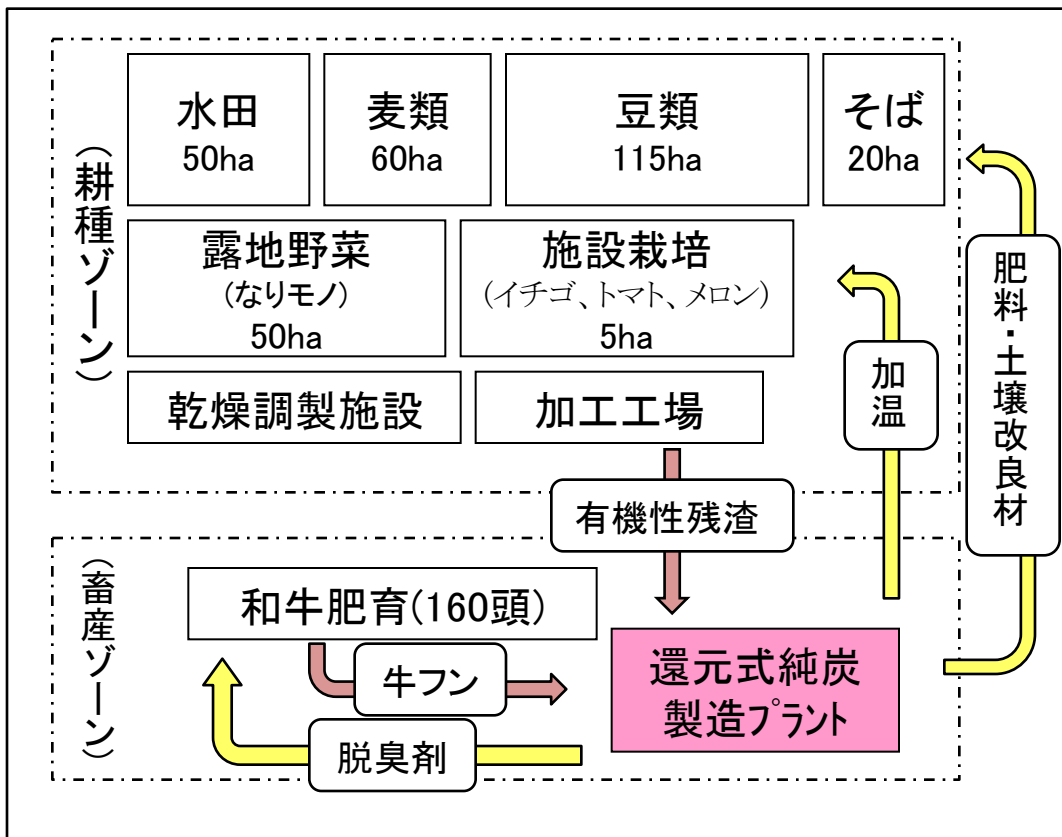 (耕種ゾーン)
水田
50ha
麦類
60ha
豆類
115ha
そば
20ha
露地野菜
(なりモノ)
50ha
施設栽培
(イチゴ、トマト、メロン)
5ha
乾燥調製施設
加工工場
加温
肥料・土壌改良材
有機性残渣
(畜産ゾーン)
和牛肥育(160頭)
牛フン
脱臭剤
還元式純炭
製造プラント